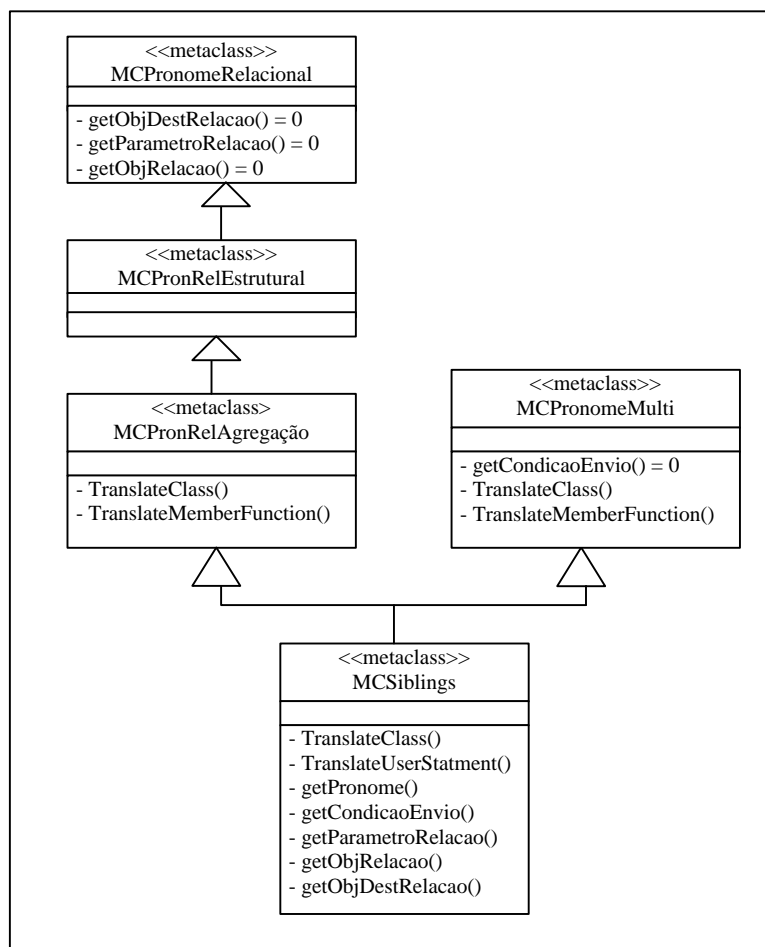 <<metaclass>>
MCPronomeRelacional
- getObjDestRelacao() = 0
- getParametroRelacao() = 0
- getObjRelacao() = 0
<<metaclass>>
MCPronRelEstrutural
<<metaclass>
MCPronRelAgregação
- TranslateClass()
- TranslateMemberFunction()
<<metaclass>>
MCPronomeMulti
- getCondicaoEnvio() = 0
- TranslateClass()
- TranslateMemberFunction()
<<metaclass>>
MCSiblings
- TranslateClass()
- TranslateUserStatment()
- getPronome()
- getCondicaoEnvio()
- getParametroRelacao()
- getObjRelacao()
- getObjDestRelacao()